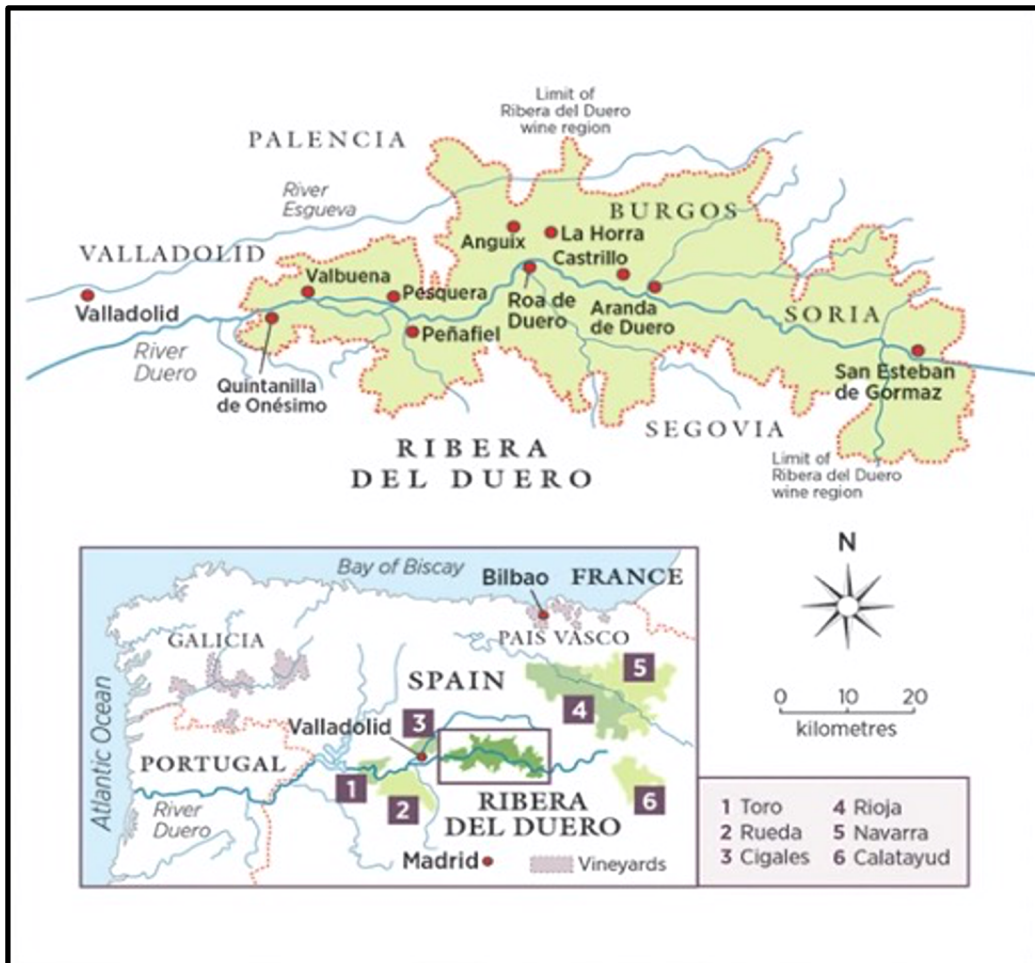 Limit of
Ribera del Duero
wine region
PALENCIA
River
Esgueva
BURGOS
Anguix
La Horra
VALLADOLID
Castrillo
Valbuena
Pesquera
Valladolid
Roa de
Duero
Aranda
de Duero
SORIA
Peñafiel
River
Duero
Quintanilla
de Onésimo
San Esteban
de Gormaz
SEGOVIA
RIBERA
DEL DUERO
Limit of
Ribera del Duero
wine region
N
0 10 20
kilometres
Bay of Biscay
Bilbao
FRANCE
GALICIA
PAIS VASCO
SPAIN
5
4
Valladolid
3
Atlantic Ocean
PORTUGAL
1
2
6
River
Duero
RIBERA
DEL DUERO
Madrid
Vineyards
1 Toro
2 Rueda
3 Cigales
4 Rioja
5 Navarra
6 Calatayud